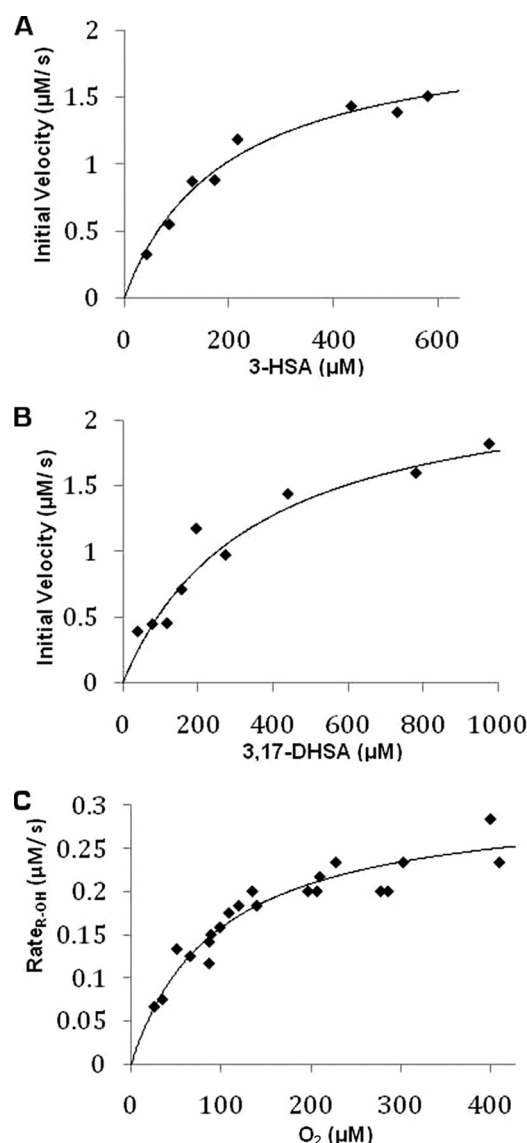 A
2
1.5
1
0.5
0
Initial Velocity (µM/s)
0 200 400 600
3-HSA (µM)
B
2
1.5
1
0.5
0
Initial Velocity (µM/s)
0 200 400 600 800 1000
3,17-DHSA (µM)
C
0.3
0.25
0.2
0.15
0.1
0.05
0
Rate_R-OH (µM/s)
0 100 200 300 400
O₂ (µM)